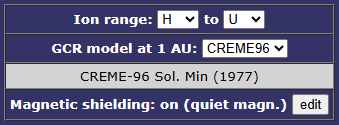 Ion range: H to U
GCR model at 1 AU: CREME96
CREME-96 Sol. Min (1977)
Magnetic shielding: on (quiet magn.) edit